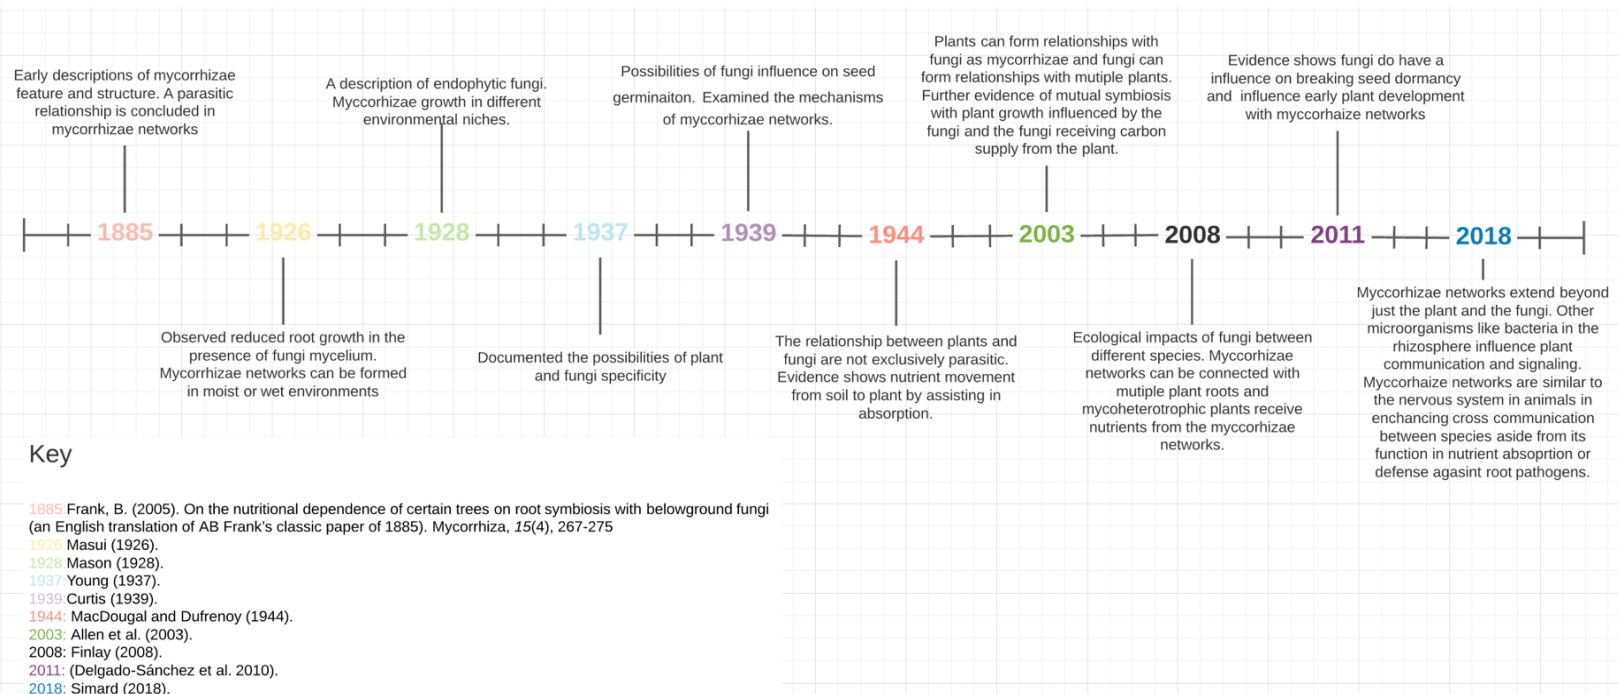 Early descriptions of mycorrhizae
feature and structure. A parasitic
relationship is concluded in
mycorrhizae networks
A description of endophytic fungi.
Myccorhizae growth in different
environmental niches.
Possibilities of fungi influence on seed
germinaiton. Examined the mechanisms
of myccorhizae networks.
Plants can form relationships with
fungi as mycorrhizae and fungi can
form relationships with mutiple plants.
Further evidence of mutual symbiosis
with plant growth influenced by the
fungi and the fungi receiving carbon
supply from the plant.
Evidence shows fungi do have a
influence on breaking seed dormancy
and influence early plant development
with myccorhaize networks
1885
1926
1928
1937
1939
1944
2003
2008
2011
2018
Observed reduced root growth in the
presence of fungi mycelium.
Mycorrhizae networks can be formed
in moist or wet environments
Documented the possibilities of plant
and fungi specificity
The relationship between plants and
fungi are not exclusively parasitic.
Evidence shows nutrient movement
from soil to plant by assisting in
absorption.
Ecological impacts of fungi between
different species. Myccorhizae
networks can be connected with
mutiple plant roots and
mycoheterotrophic plants receive
nutrients from the myccorhizae
networks.
Myccorhizae networks extend beyond
just the plant and the fungi. Other
microorganisms like bacteria in the
rhizosphere influence plant
communication and signaling.
Myccorhaize networks are similar to
the nervous system in animals in
enchancing cross communication
between species aside from its
function in nutrient absoprtion or
defense agasint root pathogens.
Key
1885:Frank, B. (2005). On the nutritional dependence of certain trees on root symbiosis with belowground fungi
(an English translation of AB Frank's classic paper of 1885). Mycorrhiza, 15(4), 267-275
1926:Masui (1926).
1928:Mason (1928).
1937:Young (1937).
1939:Curtis (1939).
1944: MacDougal and Dufrenoy (1944).
2003: Allen et al. (2003).
2008: Finlay (2008).
2011: (Delgado-Sánchez et al. 2010).
2018: Simard (2018).